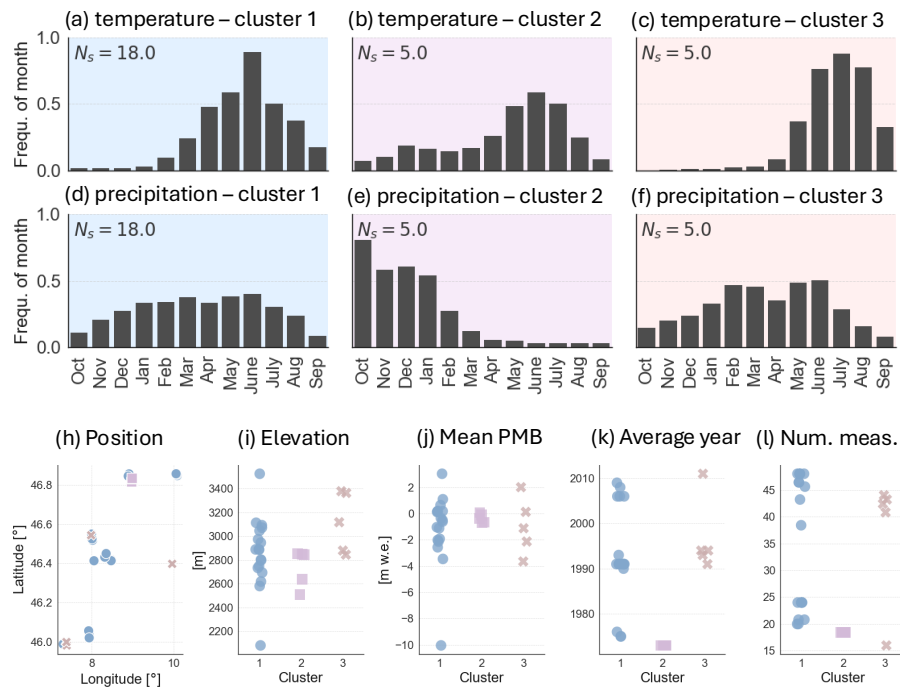 (a) temperature – cluster 1
(b) temperature – cluster 2
(c) temperature – cluster 3
1.0
0.5
0.0
Frequ. of month
Ns = 18.0
Ns = 5.0
Ns = 5.0
(d) precipitation – cluster 1
(e) precipitation – cluster 2
(f) precipitation – cluster 3
1.0
0.5
0.0
Frequ. of month
Ns = 18.0
Ns = 5.0
Ns = 5.0
Oct Nov Dec Jan Feb Mar Apr May June July Aug Sep
Oct Nov Dec Jan Feb Mar Apr May June July Aug Sep
Oct Nov Dec Jan Feb Mar Apr May June July Aug Sep
(h) Position
46.8
46.6
46.4
46.2
46.0
Latitude [°]
8 10
Longitude [°]
(i) Elevation
3400
3200
3000
2800
2600
2400
2200
[m]
1 2 3
Cluster
(j) Mean PMB
2
0
−2
−4
−6
−8
−10
[m w.e.]
1 2 3
Cluster
(k) Average year
2010
2000
1990
1980
1 2 3
Cluster
(l) Num. meas.
45
40
35
30
25
20
15
1 2 3
Cluster